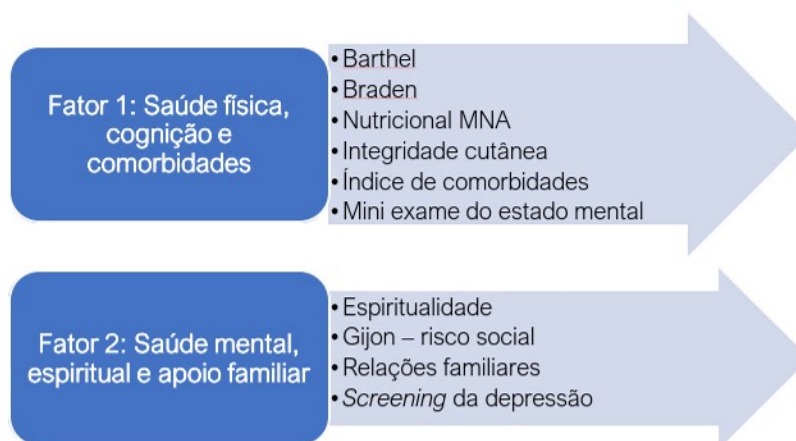 Fator 1: Saúde física,
cognição e
comorbidades
• Barthel
• Braden
• Nutricional MNA
• Integridade cutânea
• Índice de comorbidades
• Mini exame do estado mental
Fator 2: Saúde mental,
espiritual e apoio familiar
• Espiritualidade
• Gijon – risco social
• Relações familiares
• Screening da depressão